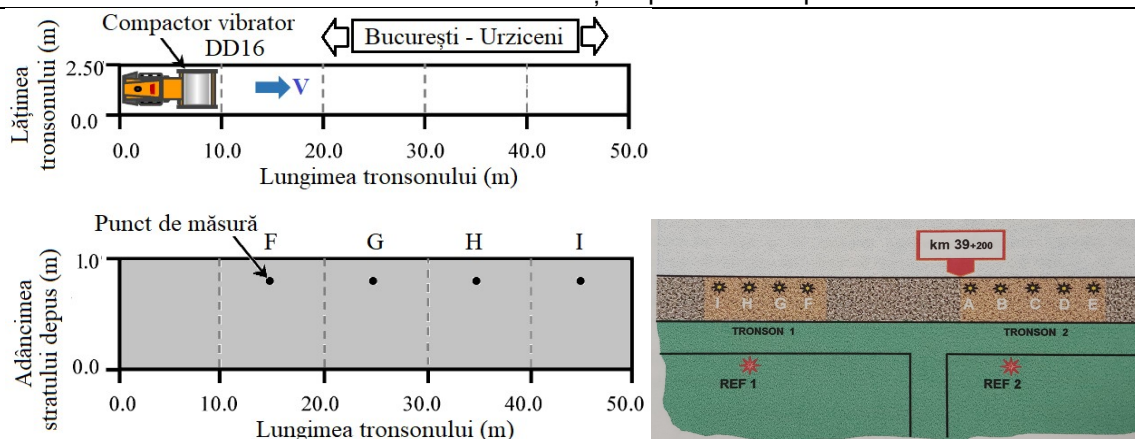 Compactor vibrator
DD16
București - Urziceni
Lățimea
tronsonului (m)
2.50
0.0
V
0.0 10.0 20.0 30.0 40.0 50.0
Lungimea tronsonului (m)
Punct de măsură
F G H I
Adâncimea
stratului depus (m)
1.0
0.0
0.0 10.0 20.0 30.0 40.0 50.0
Lungimea tronsonului (m)
km 39+200
I H G F A B C D E
TRONSON 1 TRONSON 2
REF 1 REF 2